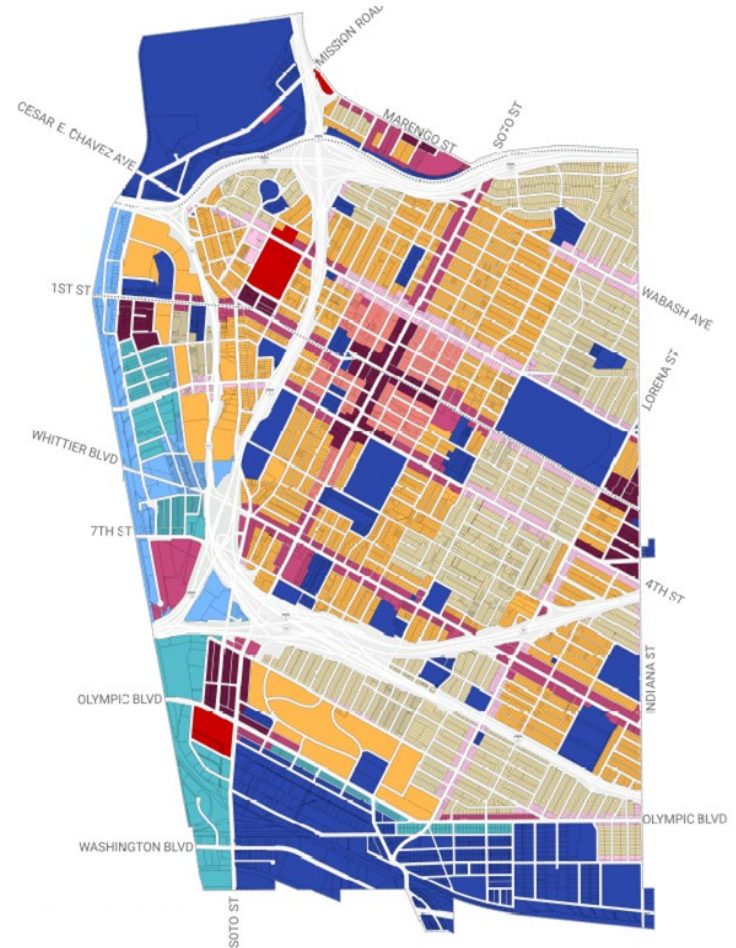 MISSION ROAD
CESAR E. CHAVEZ AVE
MARENGO ST
SOTO ST
1ST ST
WABASH AVE
LORENA ST
WHITTIER BLVD
7TH ST
4TH ST
INDIANA ST
OLYMPIC BLVD
OLYMPIC BLVD
WASHINGTON BLVD
SOTO ST